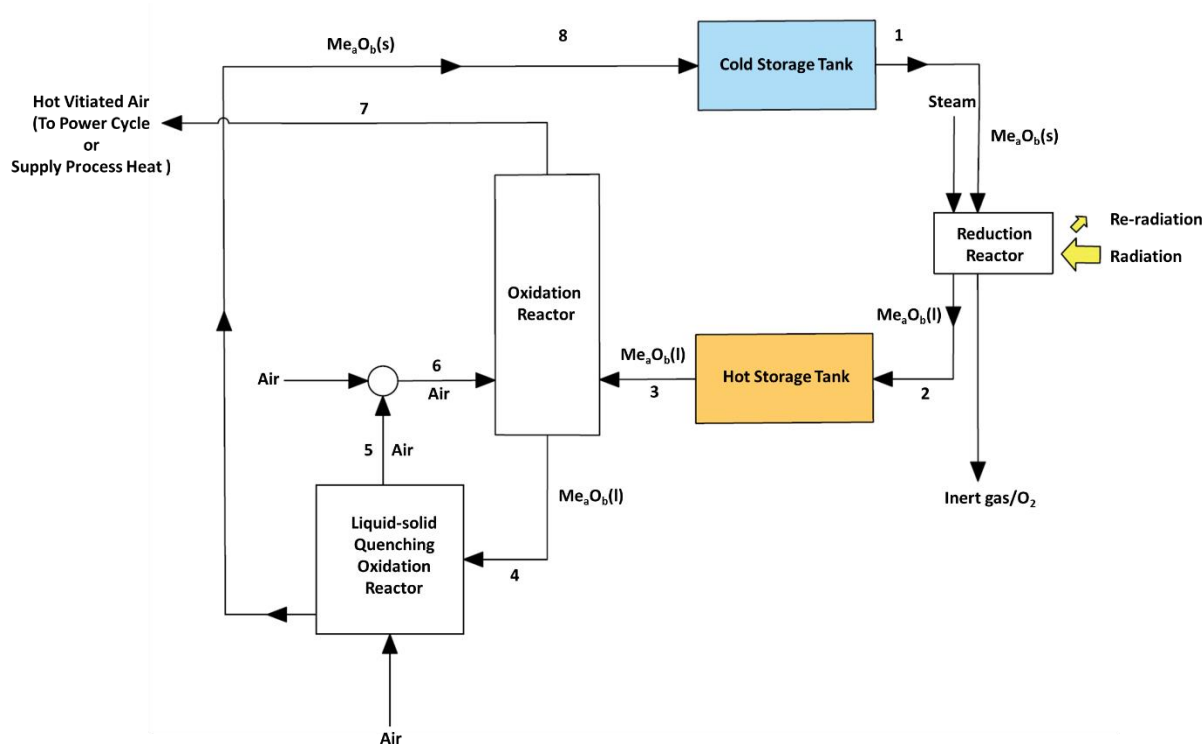 MeaOb(s)
8
Cold Storage Tank
1
Hot Vitiated Air
(To Power Cycle
or
Supply Process Heat )
7
Steam
MeaOb(s)
Reduction
Reactor
Re-radiation
Radiation
Oxidation
Reactor
MeaOb(l)
MeaOb(l)
Hot Storage Tank
Air
6
Air
3
2
5
Air
MeaOb(l)
Inert gas/O2
Liquid-solid
Quenching
Oxidation
Reactor
4
Air